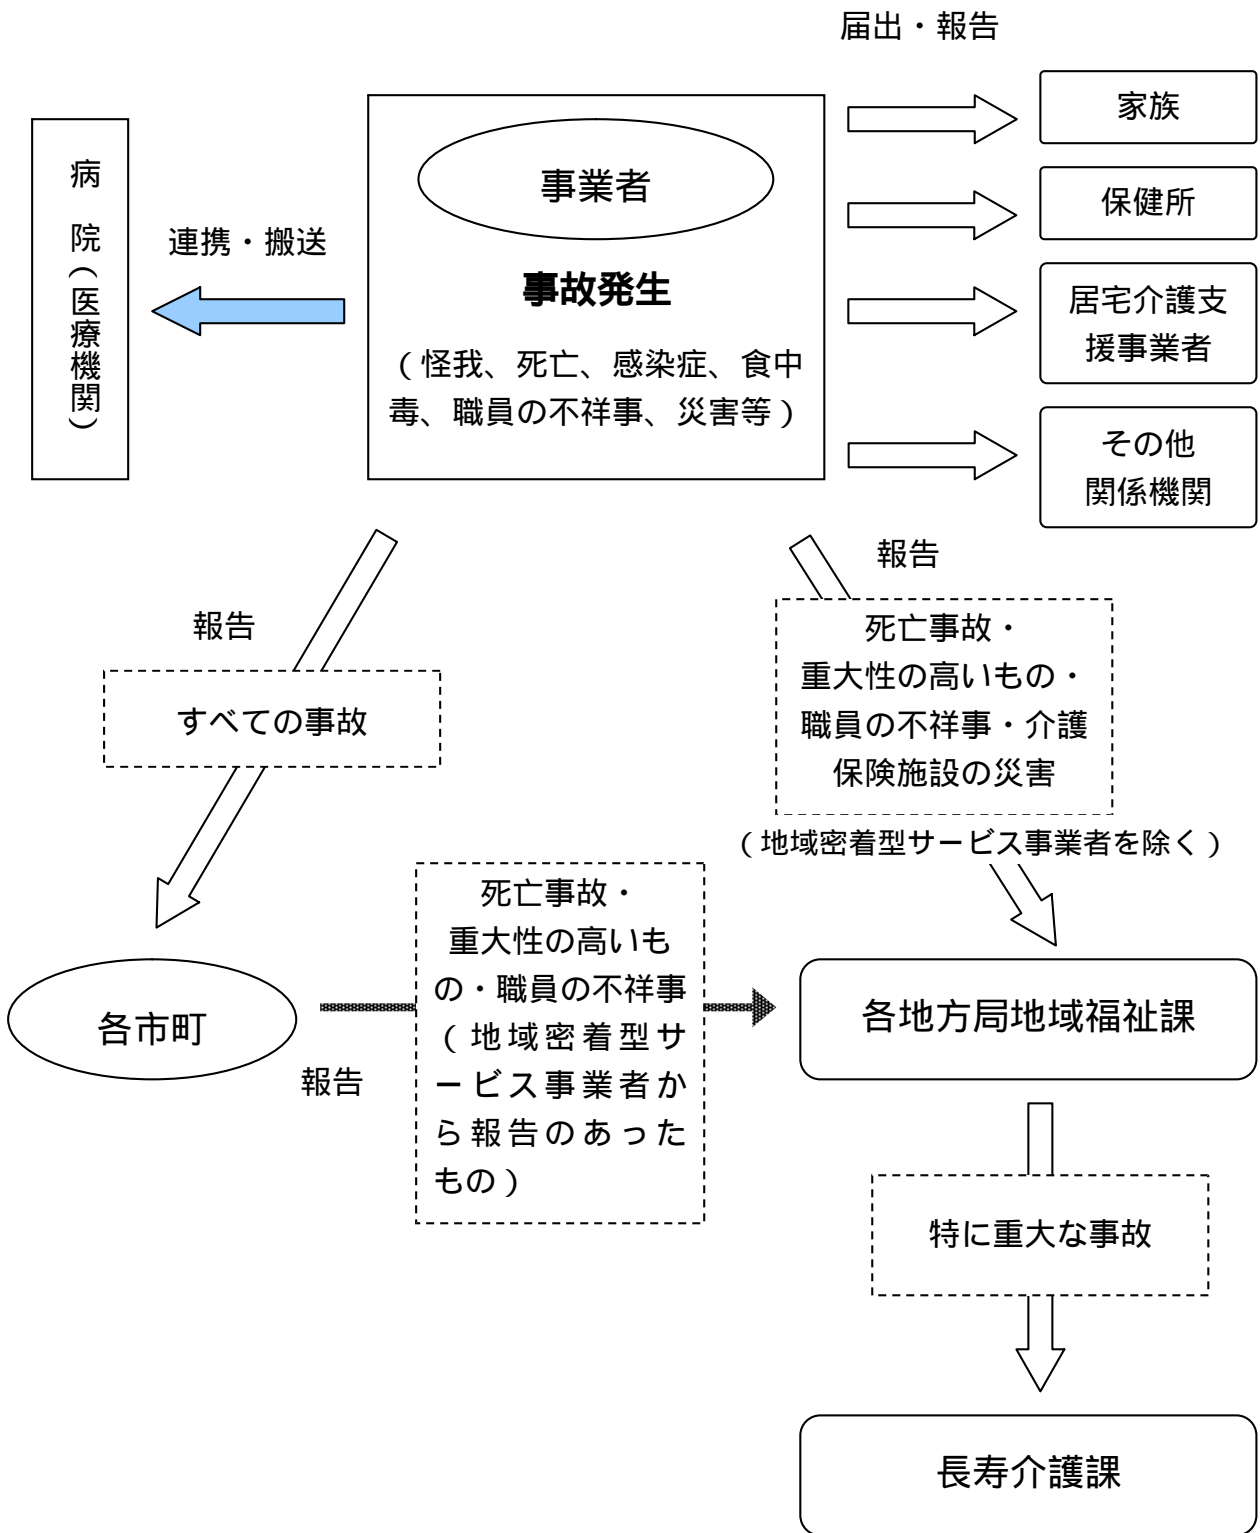 届出・報告
家族
保健所
居宅介護支
援事業者
その他
関係機関
事業者
事故発生
(怪我、死亡、感染症、食中
毒、職員の不祥事、災害等)
連携・搬送
病 院(医療機関)
報告
すべての事故
報告
死亡事故・
重大性の高いもの・
職員の不祥事・介護
保険施設の災害
(地域密着型サービス事業者を除く)
各市町
報告
死亡事故・
重大性の高いも
の・職員の不祥事
(地域密着型サ
ービス事業者か
ら報告のあった
もの)
各地方局地域福祉課
特に重大な事故
長寿介護課